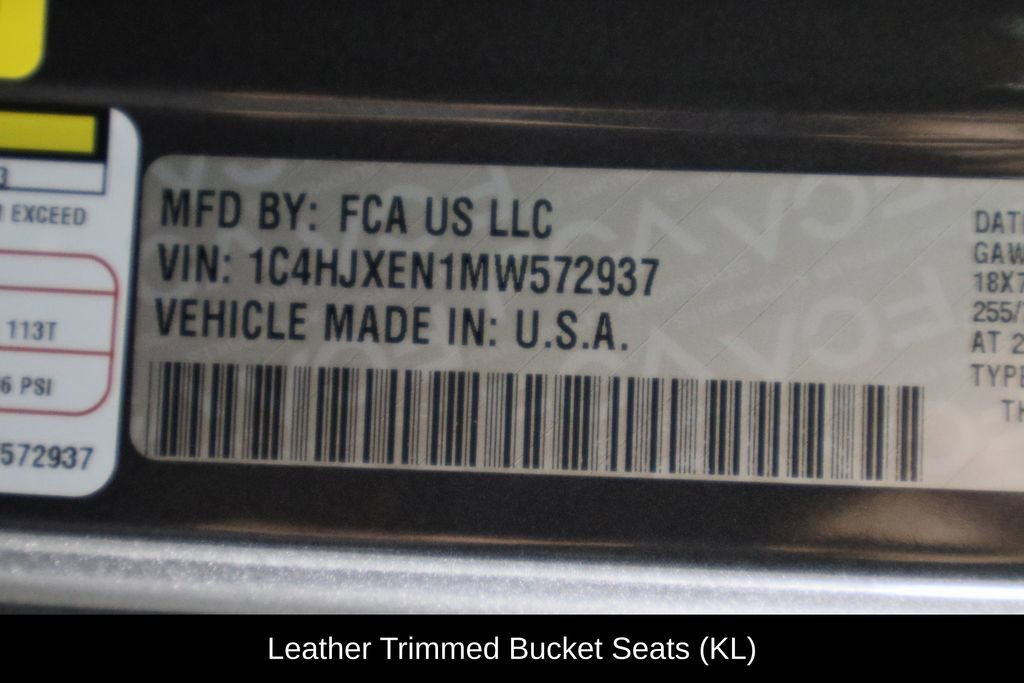 3
EXCEED
113T
6 PSI
572937
MFD BY: FCA US LLC
VIN: 1C4HJXEN1MW572937
VEHICLE MADE IN: U.S.A.
DAT
GAW
18X7
255/
AT 2
TYPE
TH
Leather Trimmed Bucket Seats (KL)